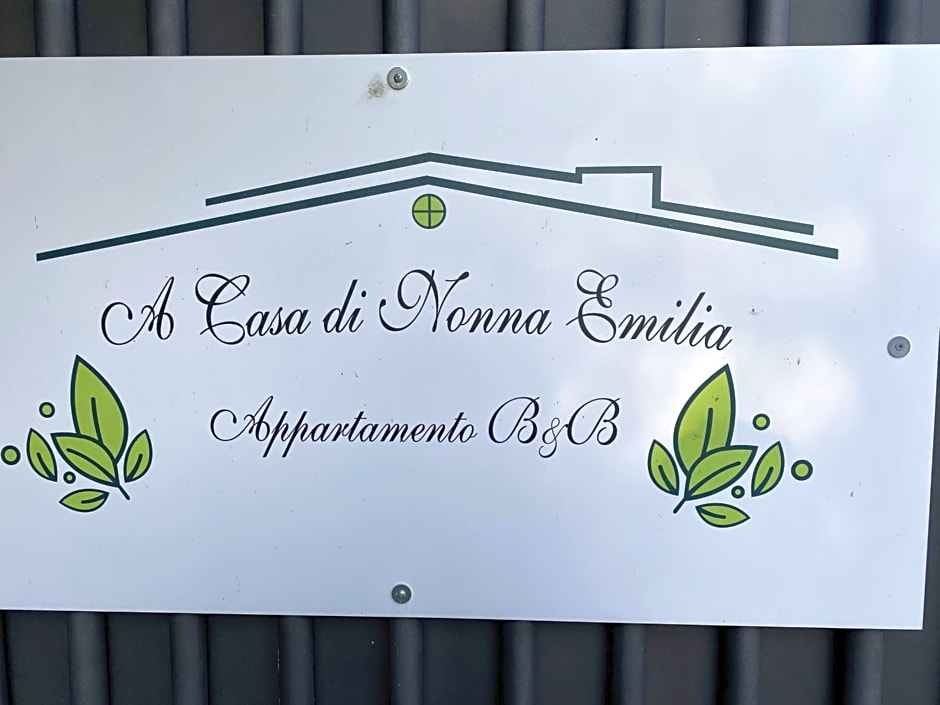 A Casa di Nonna Emilia
Appartamento B&B